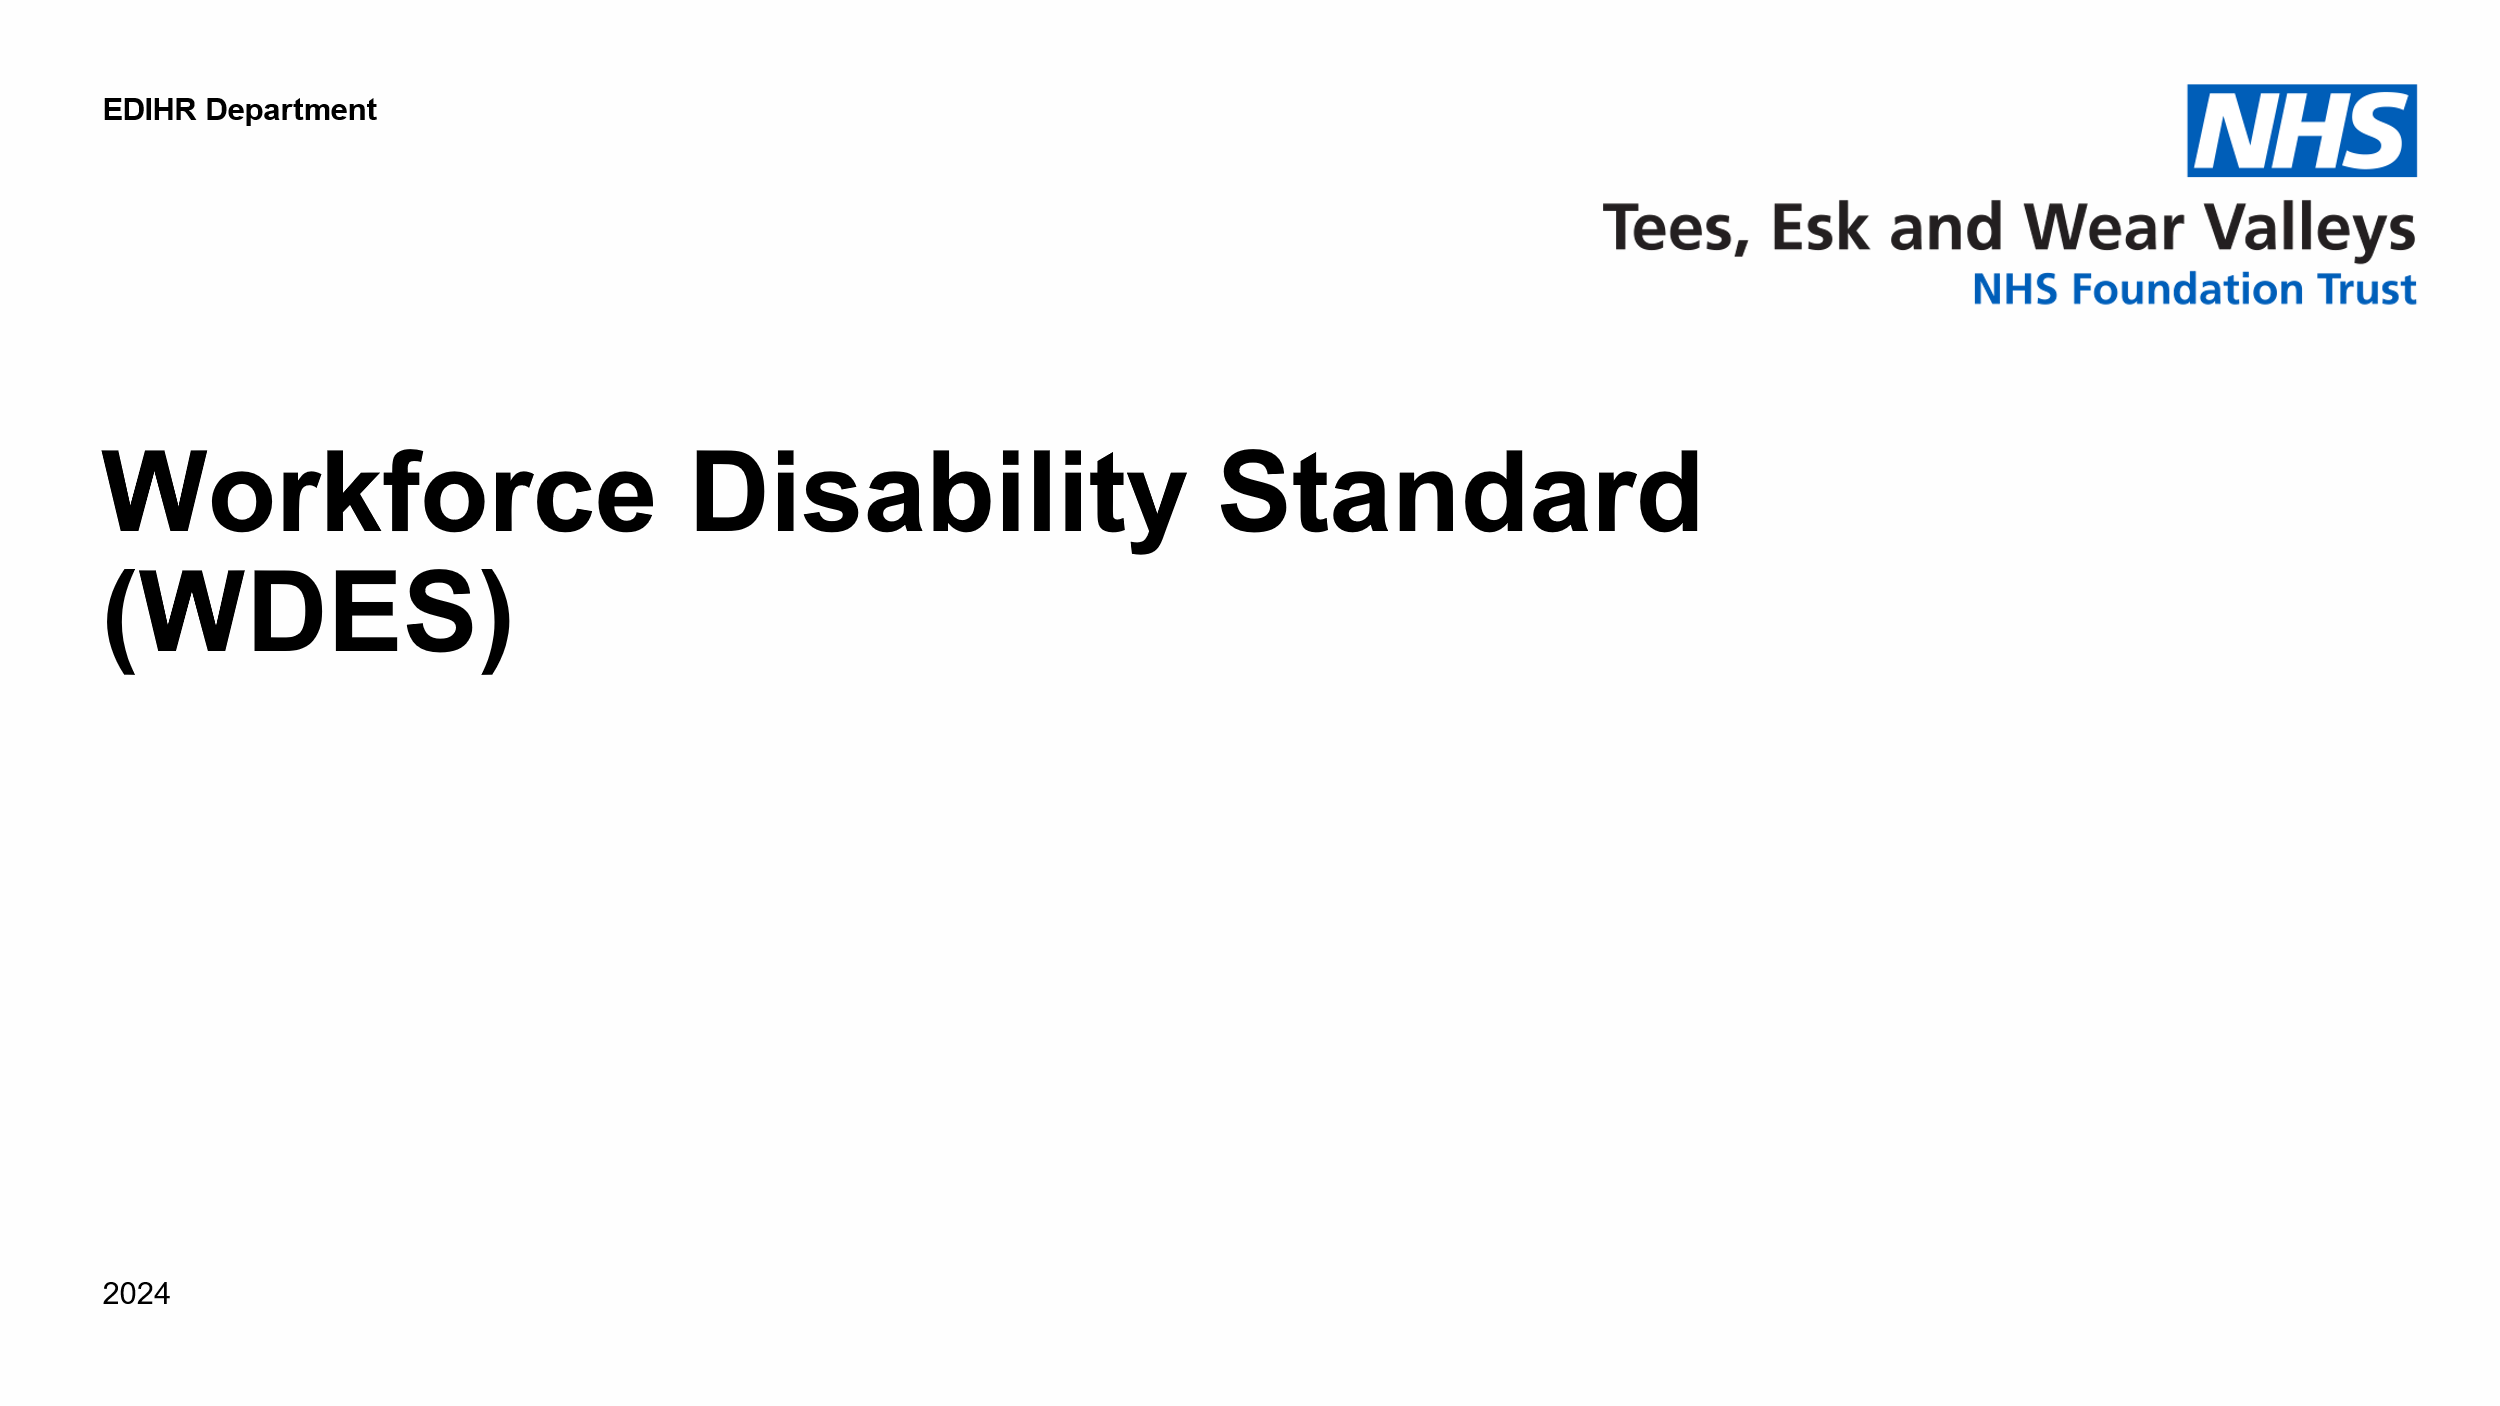 EDIHR Department
NHS
Tees, Esk and Wear Valleys
NHS Foundation Trust
Workforce Disability Standard
(WDES)
2024